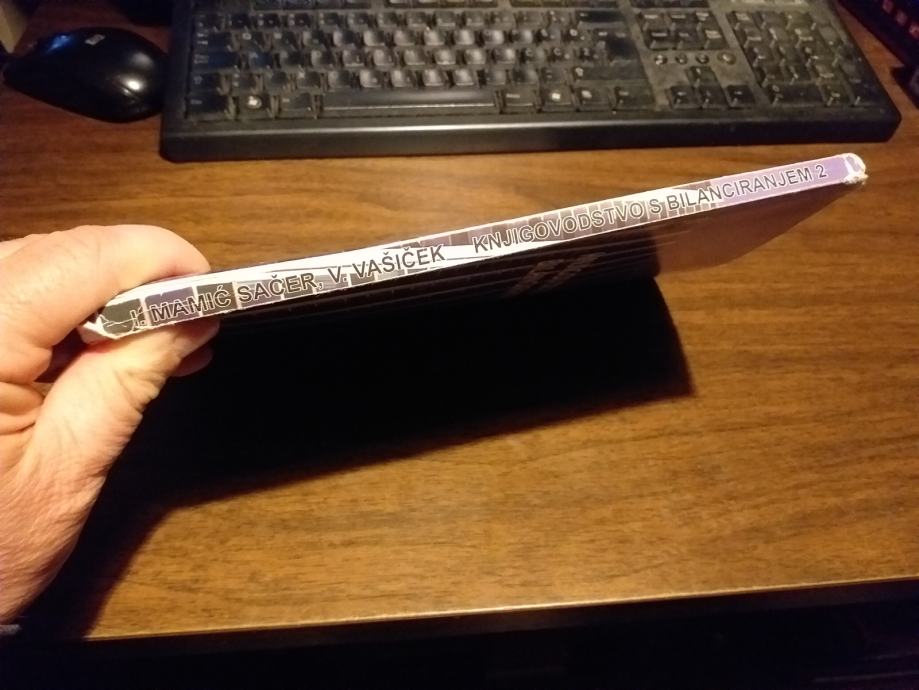 I. MAMIĆ SAČER, V. VAŠIČEK KNJIGOVODSTVO S BILANCIRANJEM 2